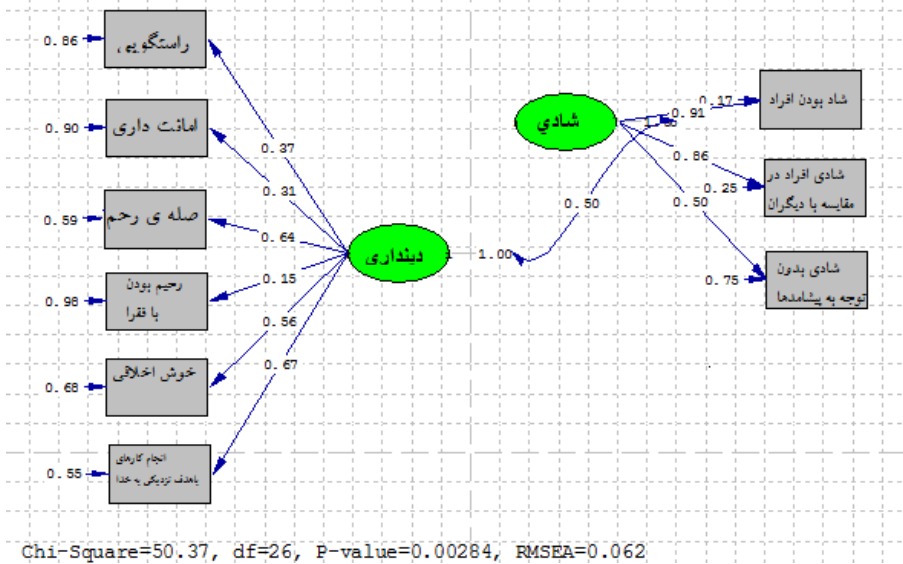 0.86
راستگویی
0.90
امانت داری
0.59
صله ی رحم
0.98
رحیم بودن
با فقرا
0.68
خوش اخلاقی
0.55
انجام کارهای
باهدف نزدیکی به خدا
0.37
0.31
0.64
0.15
0.56
0.67
دینداری
1.00
0.50
شادي
0.91
0.86
0.50
0.17
شاد بودن افراد
0.25
شادی افراد در
مقایسه با دیگران
0.75
شادی بدون
توجه به پیشامدها
Chi-Square=50.37, df=26, P-value=0.00284, RMSEA=0.062